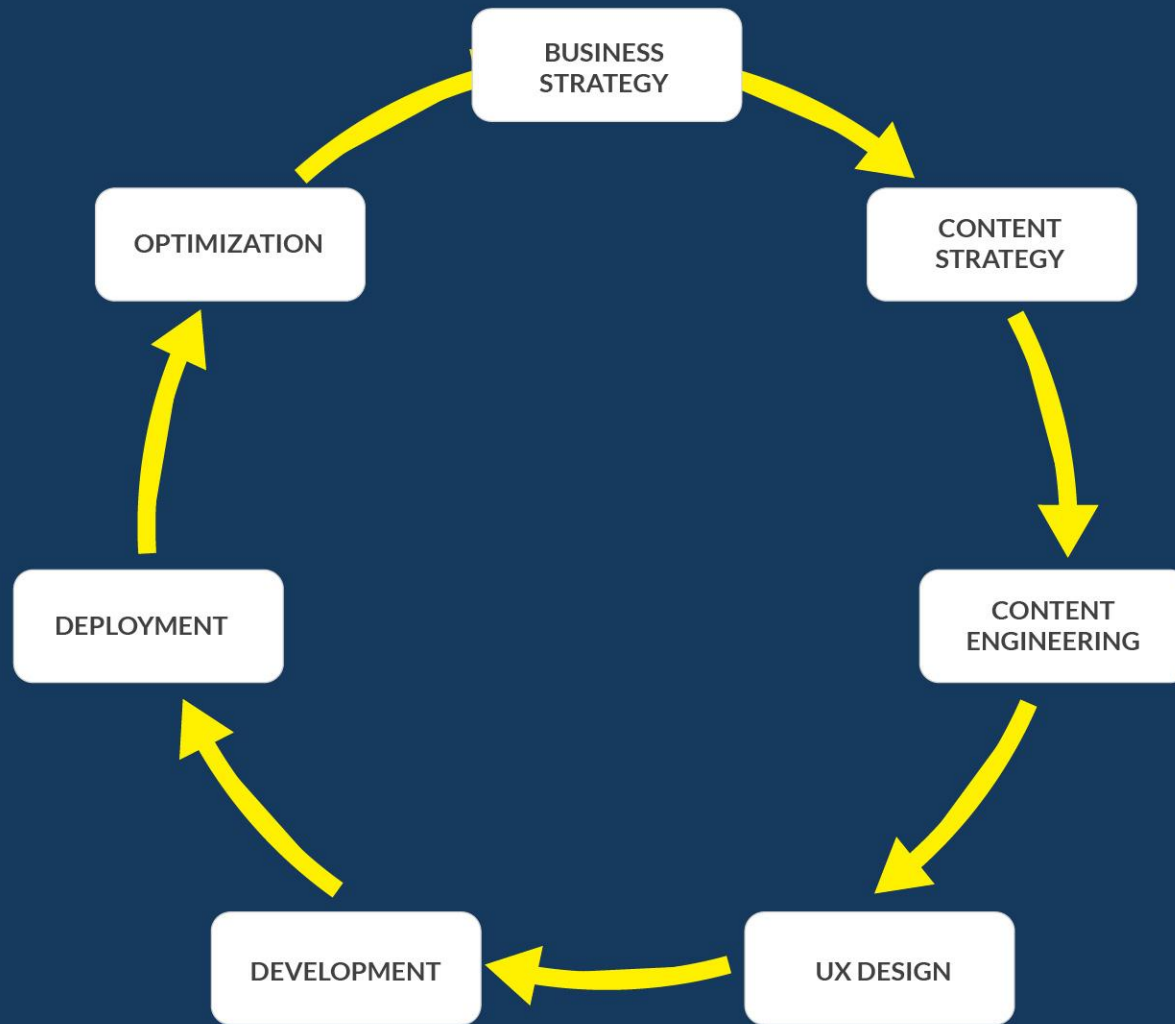 BUSINESS
STRATEGY
CONTENT
STRATEGY
CONTENT
ENGINEERING
UX DESIGN
DEVELOPMENT
DEPLOYMENT
OPTIMIZATION